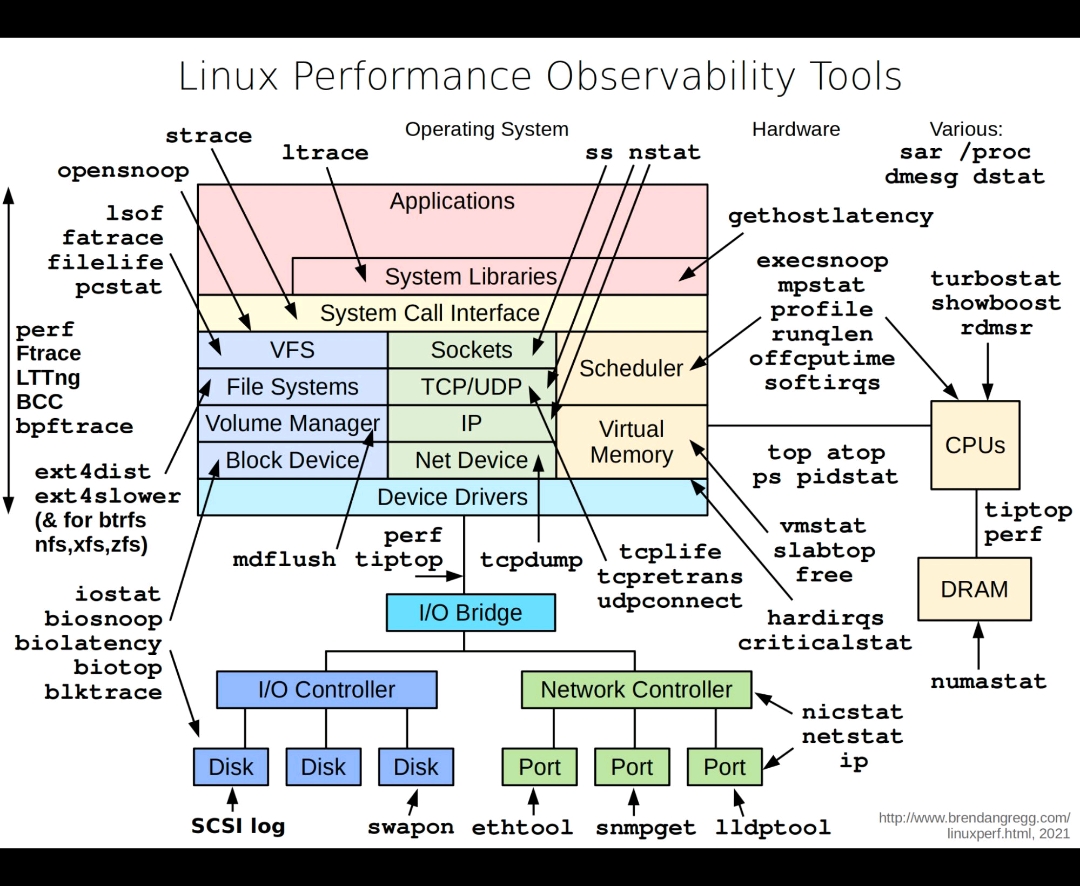 Linux Performance Observability Tools
Operating System
Hardware
Various:
sar /proc
dmesg dstat
strace
ltrace
ss nstat
opensnoop
lsof
fatrace
filelife
pcstat
perf
Ftrace
LTTng
BCC
bpftrace
ext4dist
ext4slower
(& for btrfs
nfs,xfs,zfs)
iostat
biosnoop
biolatency
biotop
blktrace
Applications
System Libraries
System Call Interface
VFS
Sockets
Scheduler
File Systems
TCP/UDP
Volume Manager
IP
Virtual
Memory
Block Device
Net Device
Device Drivers
gethostlatency
execsnoop
mpstat
profile
runqlen
offcputime
softirqs
turbostat
showboost
rdmsr
CPUs
top atop
ps pidstat
tiptop
perf
DRAM
numastat
vmstat
slabtop
free
hardirqs
criticalstat
mdflush
perf
tiptop
tcpdump
tcplife
tcpretrans
udpconnect
I/O Bridge
I/O Controller
Network Controller
nicstat
netstat
ip
Disk
Disk
Disk
Port
Port
Port
SCSI log
swapon
ethtool
snmpget
lldptool
http://www.brendangregg.com/
linuxperf.html, 2021